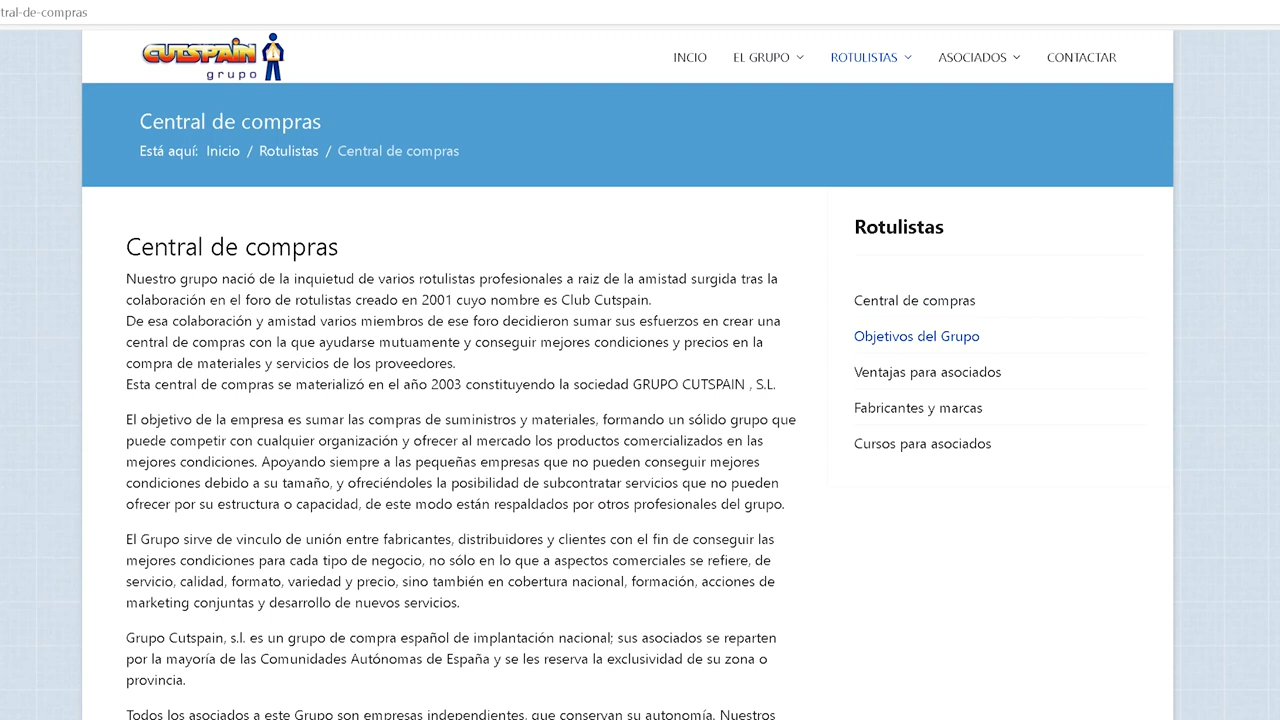 tral-de-compras
CUTSPAIN
grupo
INCIO
EL GRUPO
ROTULISTAS
ASOCIADOS
CONTACTAR
Central de compras
Está aquí: Inicio / Rotulistas / Central de compras
Central de compras
Nuestro grupo nació de la inquietud de varios rotulistas profesionales a raiz de la amistad surgida tras la
colaboración en el foro de rotulistas creado en 2001 cuyo nombre es Club Cutspain.
De esa colaboración y amistad varios miembros de ese foro decidieron sumar sus esfuerzos en crear una
central de compras con la que ayudarse mutuamente y conseguir mejores condiciones y precios en la
compra de materiales y servicios de los proveedores.
Esta central de compras se materializó en el año 2003 constituyendo la sociedad GRUPO CUTSPAIN , S.L.
El objetivo de la empresa es sumar las compras de suministros y materiales, formando un sólido grupo que
puede competir con cualquier organización y ofrecer al mercado los productos comercializados en las
mejores condiciones. Apoyando siempre a las pequeñas empresas que no pueden conseguir mejores
condiciones debido a su tamaño, y ofreciéndoles la posibilidad de subcontratar servicios que no pueden
ofrecer por su estructura o capacidad, de este modo están respaldados por otros profesionales del grupo.
El Grupo sirve de vinculo de unión entre fabricantes, distribuidores y clientes con el fin de conseguir las
mejores condiciones para cada tipo de negocio, no sólo en lo que a aspectos comerciales se refiere, de
servicio, calidad, formato, variedad y precio, sino también en cobertura nacional, formación, acciones de
marketing conjuntas y desarrollo de nuevos servicios.
Grupo Cutspain, s.l. es un grupo de compra español de implantación nacional; sus asociados se reparten
por la mayoría de las Comunidades Autónomas de España y se les reserva la exclusividad de su zona o
provincia.
Todos los asociados a este Grupo son empresas independientes, que conservan su autonomía. Nuestros
Rotulistas
Central de compras
Objetivos del Grupo
Ventajas para asociados
Fabricantes y marcas
Cursos para asociados